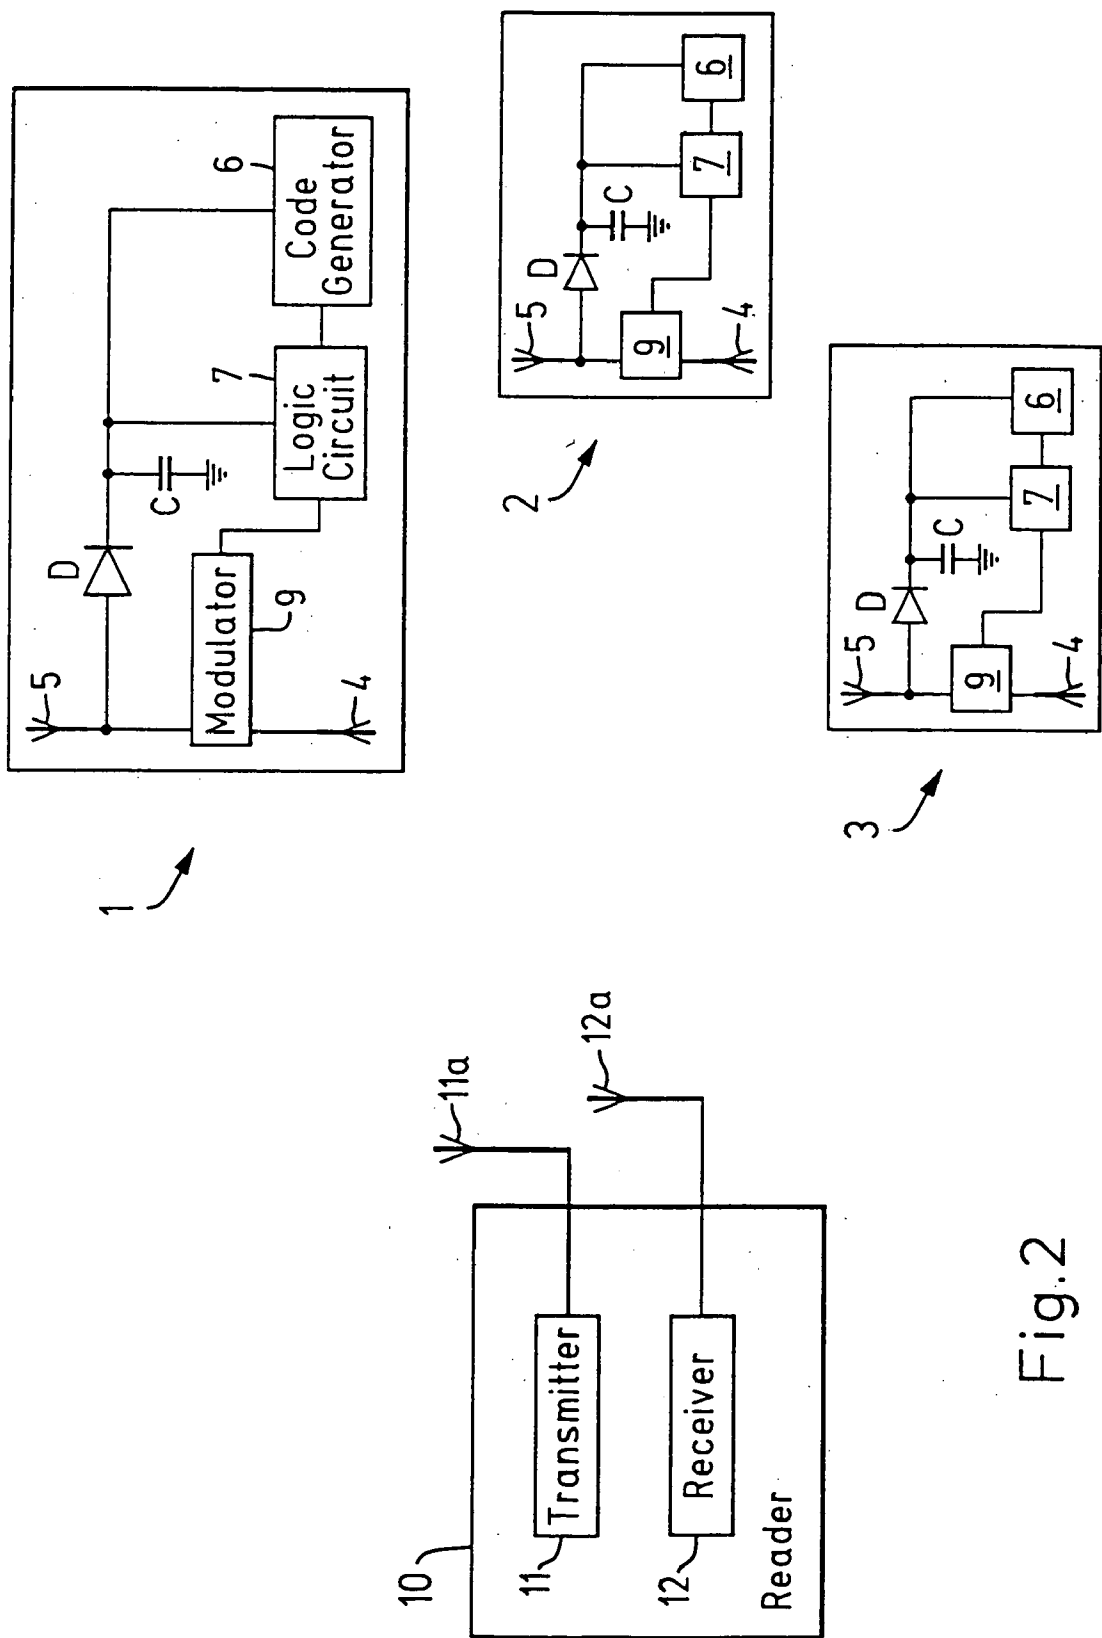 10
11
Transmitter
11a
12
Receiver
12a
Reader
1
5
D
C
Modulator
9
4
7
Logic
Circuit
6
Code
Generator
2
5
D
C
9
4
7
6
3
5
D
C
9
4
7
6
Fig.2